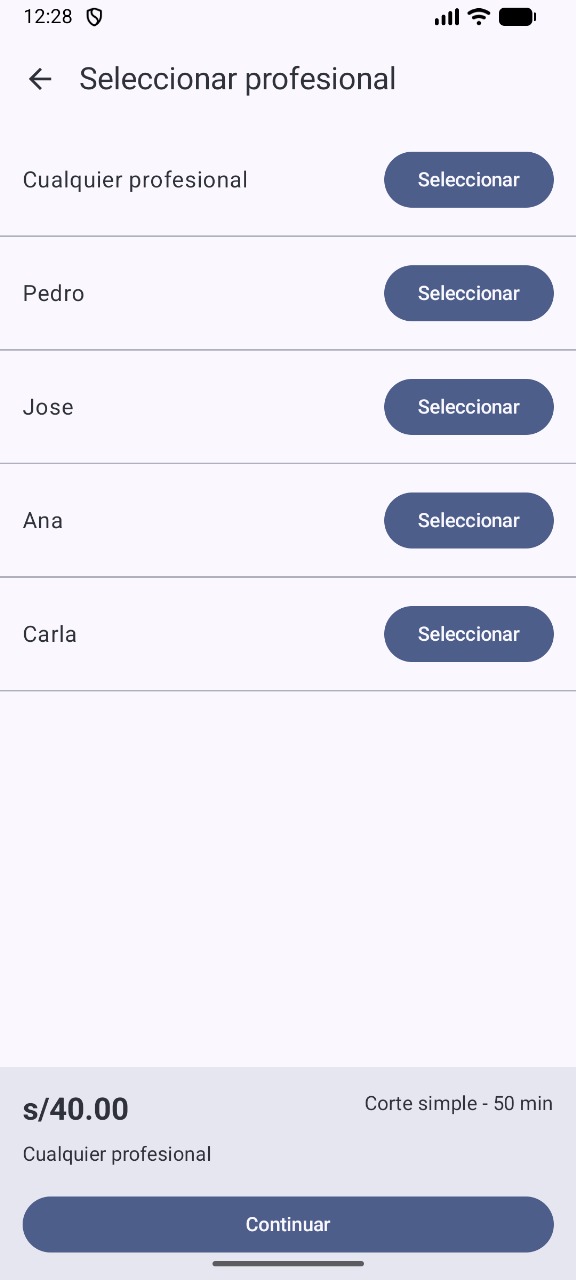 12:28
Seleccionar profesional
Cualquier profesional Seleccionar
Pedro Seleccionar
Jose Seleccionar
Ana Seleccionar
Carla Seleccionar
s/40.00 Corte simple - 50 min
Cualquier profesional
Continuar